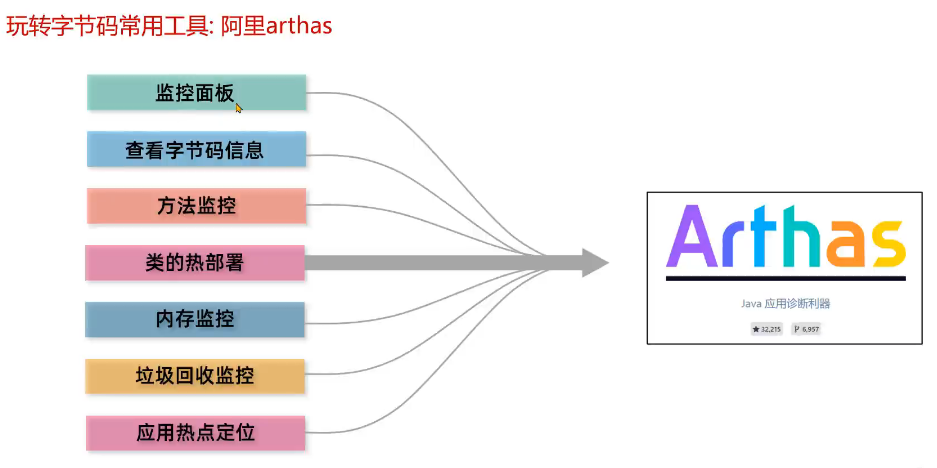 玩转字节码常用工具: 阿里arthas
监控面板
查看字节码信息
方法监控
类的热部署
内存监控
垃圾回收监控
应用热点定位
Arthas
Java 应用诊断利器
32,215
6,957